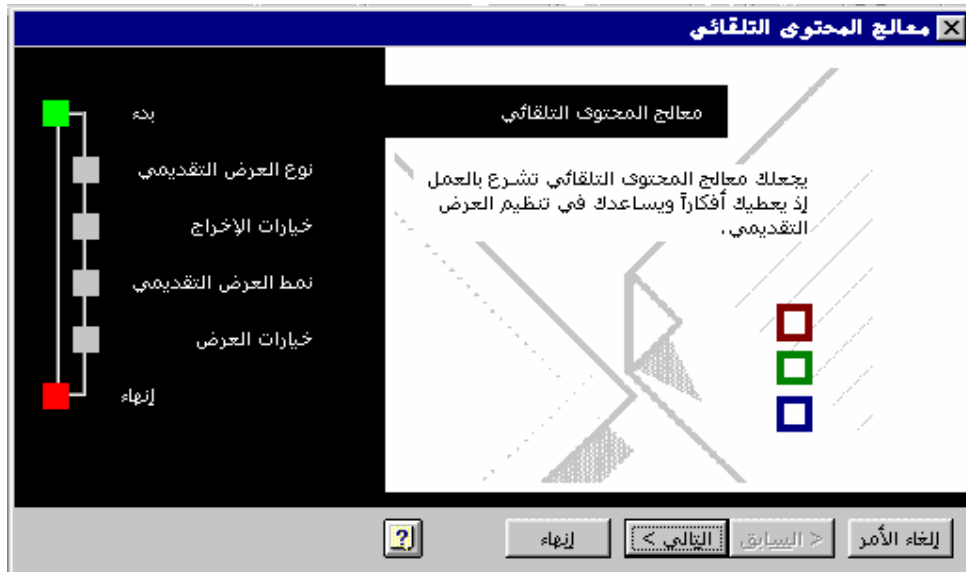 معالج المحتوى التلقائي
معالج المحتوى التلقائي
يجعلك معالج المحتوى التلقائي تشرع بالعمل
إذ يعطيك أفكاراً ويساعدك في تنظيم العرض
التقديمي.
بدء
نوع العرض التقديمي
خيارات الإخراج
نمط العرض التقديمي
خيارات العرض
إنهاء
إلغاء الأمر
< السابق
التالي >
إنهاء
?